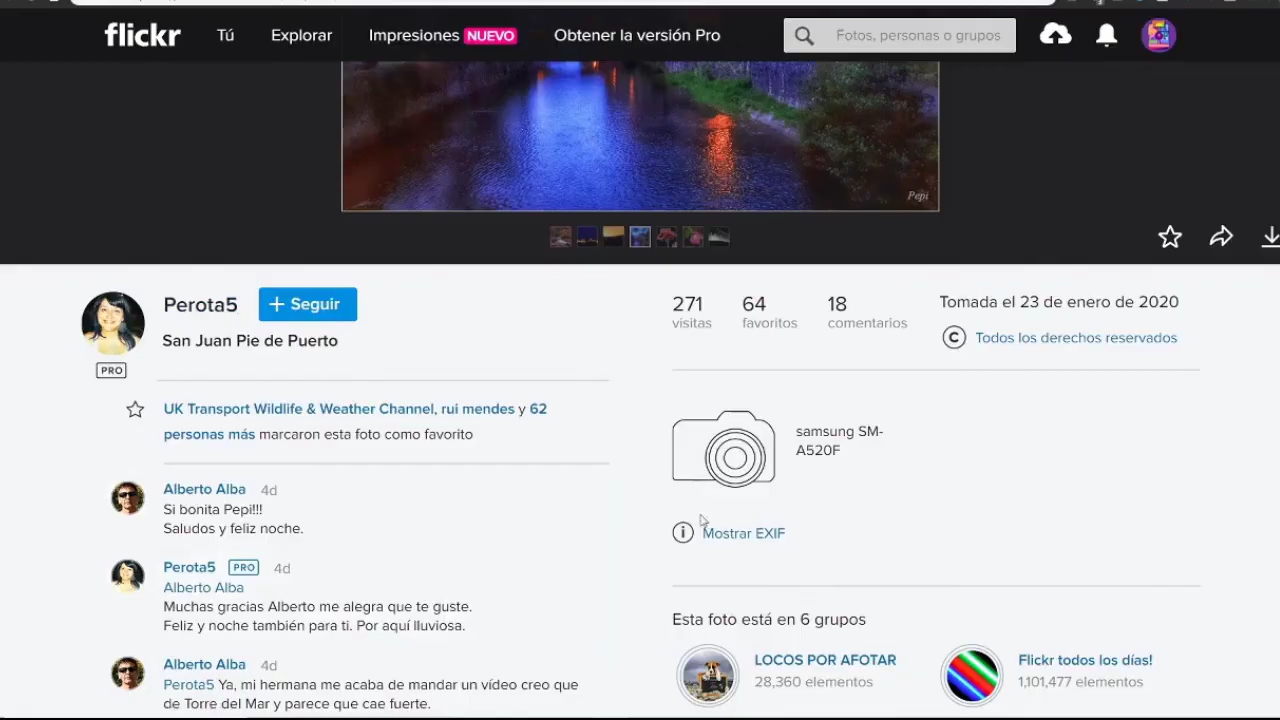 flickr Tú Explorar Impresiones NUEVO Obtener la versión Pro Fotos, personas o grupos
Pepi
Perota5 + Seguir
San Juan Pie de Puerto
PRO
271 64 18
visitas favoritos comentarios
Tomada el 23 de enero de 2020
C Todos los derechos reservados
UK Transport Wildlife & Weather Channel, rui mendes y 62
personas más marcaron esta foto como favorito
samsung SM-
A520F
i Mostrar EXIF
Alberto Alba 4d
Si bonita Pepi!!!
Saludos y feliz noche.
Perota5 PRO 4d
Alberto Alba
Muchas gracias Alberto me alegra que te guste.
Feliz y noche también para ti. Por aquí lluviosa.
Alberto Alba 4d
Perota5 Ya, mi hermana me acaba de mandar un vídeo creo que
de Torre del Mar y parece que cae fuerte.
Esta foto está en 6 grupos
LOCOS POR AFOTAR
28,360 elementos
Flickr todos los días!
1,101,477 elementos